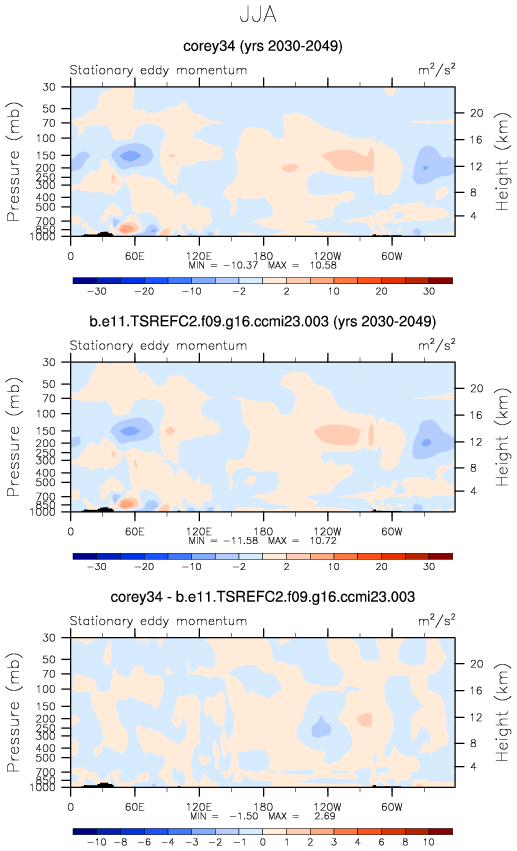 JJA
corey34 (yrs 2030-2049)
Stationary eddy momentum m²/s²
Pressure (mb)
Height (km)
30
50
70
100
150
200
250
300
400
500
700
850
1000
20
16
12
8
4
0 60E 120E 180 120W 60W
MIN = -10.37 MAX = 10.58
-30 -20 -10 -6 -2 2 6 10 20 30
b.e11.TSREFC2.f09.g16.ccmi23.003 (yrs 2030-2049)
Stationary eddy momentum m²/s²
Pressure (mb)
Height (km)
30
50
70
100
150
200
250
300
400
500
700
850
1000
20
16
12
8
4
0 60E 120E 180 120W 60W
MIN = -11.58 MAX = 10.72
-30 -20 -10 -6 -2 2 6 10 20 30
corey34 - b.e11.TSREFC2.f09.g16.ccmi23.003
Stationary eddy momentum m²/s²
Pressure (mb)
Height (km)
30
50
70
100
150
200
250
300
400
500
700
850
1000
20
16
12
8
4
0 60E 120E 180 120W 60W
MIN = -1.50 MAX = 2.69
-10 -8 -6 -4 -3 -2 -1 0 1 2 3 4 6 8 10